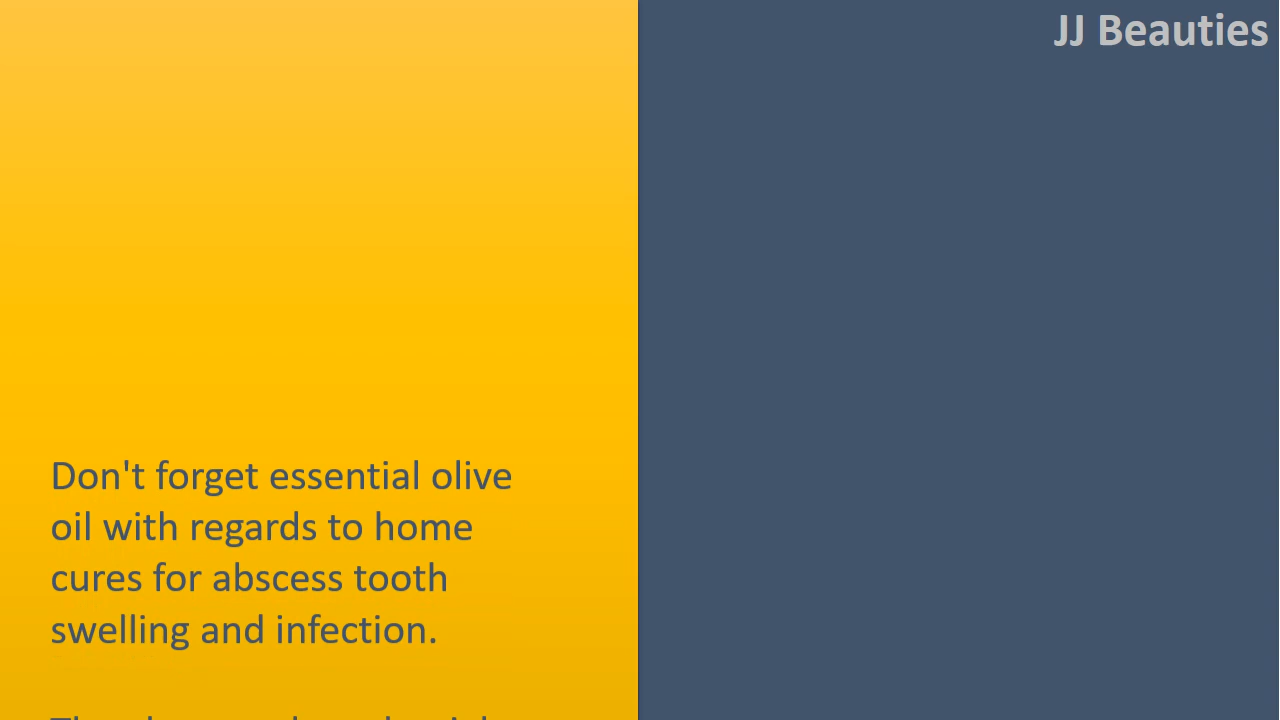 JJ Beauties
Don't forget essential olive
oil with regards to home
cures for abscess tooth
swelling and infection.